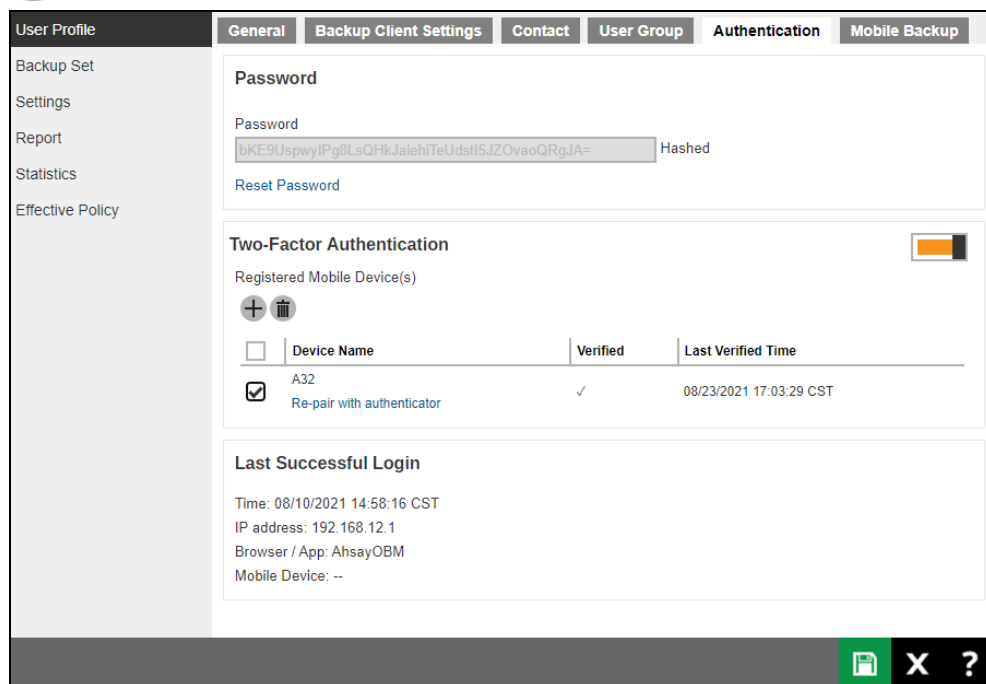 User Profile
Backup Set
Settings
Report
Statistics
Effective Policy
General Backup Client Settings Contact User Group Authentication Mobile Backup
Password
Password
Hashed
Reset Password
Two-Factor Authentication
Registered Mobile Device(s)
Device Name Verified Last Verified Time
A32 ✓ 08/23/2021 17:03:29 CST
Re-pair with authenticator
Last Successful Login
Time: 08/10/2021 14:58:16 CST
IP address: 192.168.12.1
Browser / App: AhsayOBM
Mobile Device: --
X ?